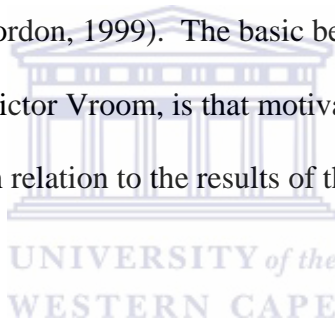 ordon, 1999). The basic be
ictor Vroom, is that motiva
relation to the results of th
UNIVERSITY of the
WESTERN CAPE